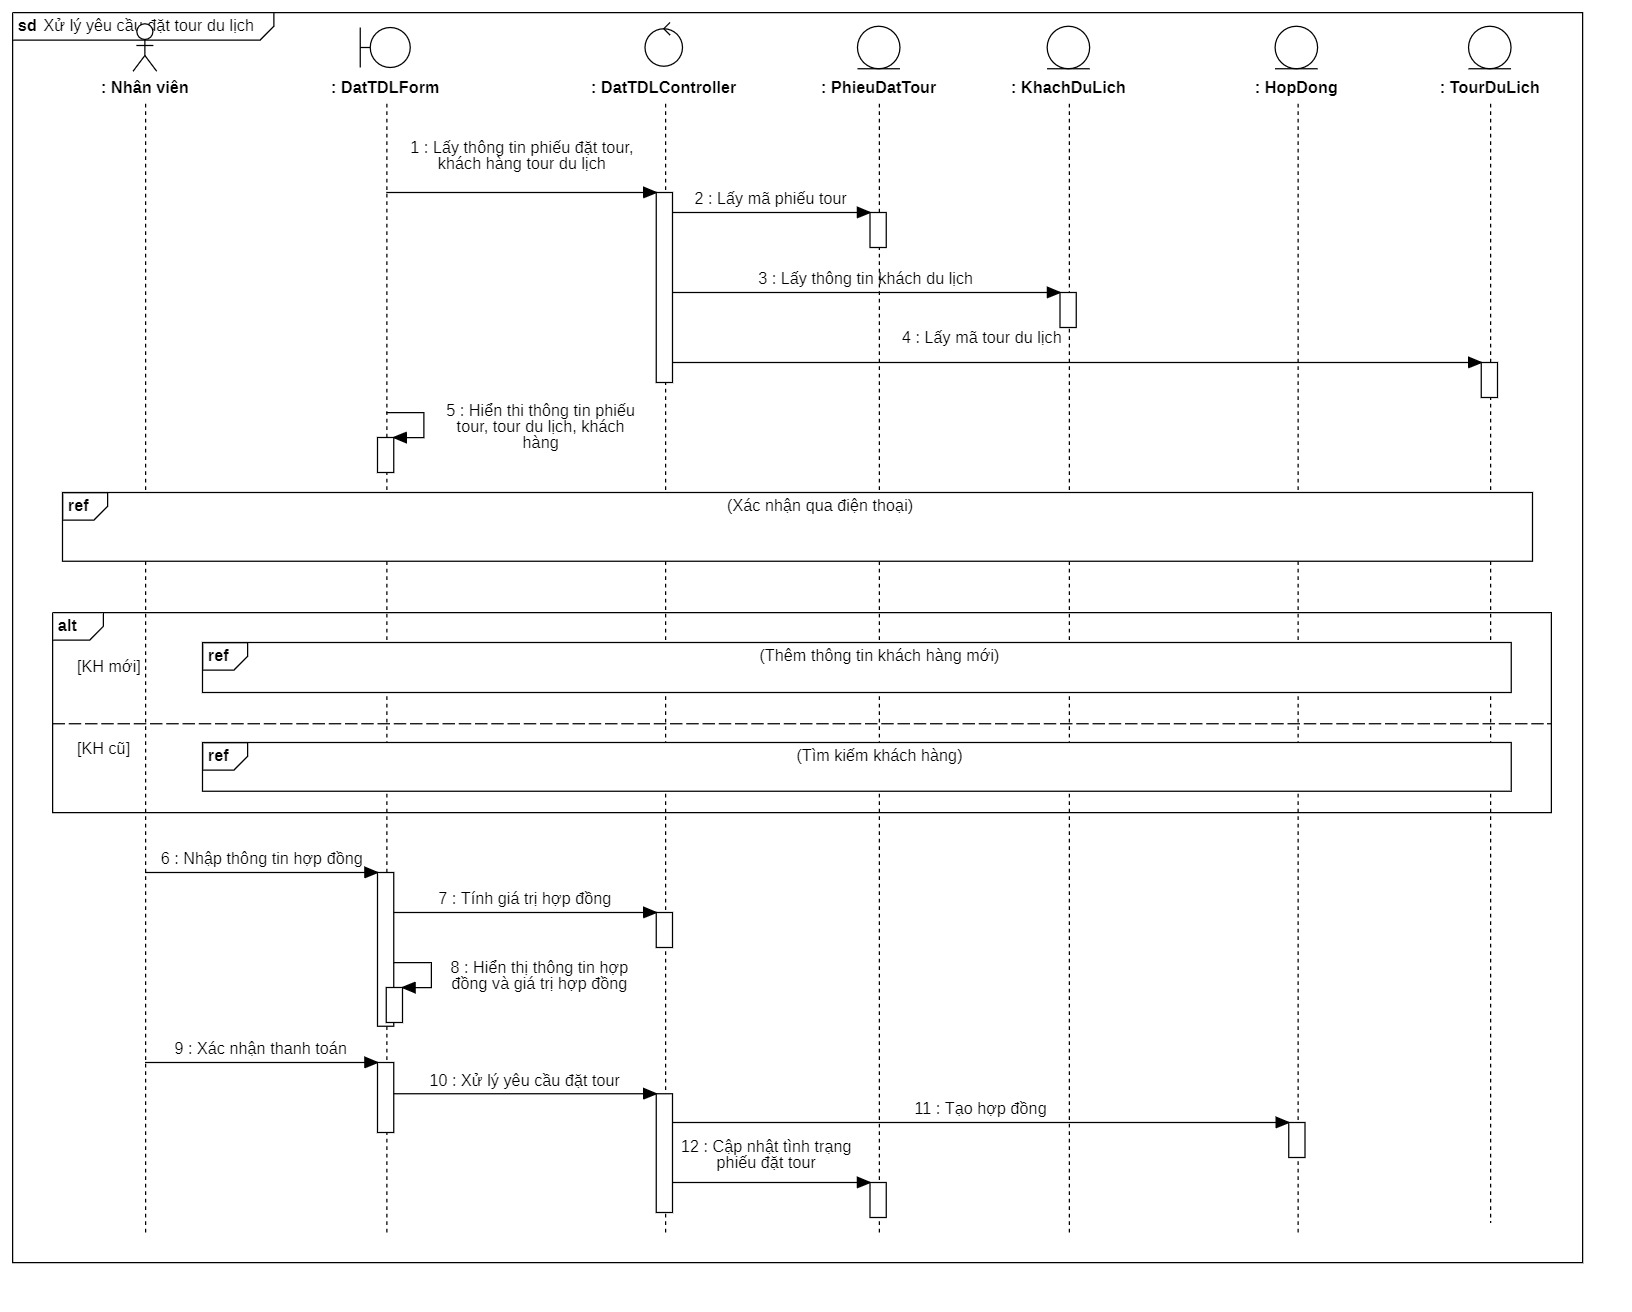 sd Xử lý yêu cầu đặt tour du lịch
: Nhân viên
: DatTDLForm
: DatTDLController
: PhieuDatTour
: KhachDuLich
: HopDong
: TourDuLich
1 : Lấy thông tin phiếu đặt tour,
khách hàng tour du lịch
2 : Lấy mã phiếu tour
3 : Lấy thông tin khách du lịch
4 : Lấy mã tour du lịch
5 : Hiển thi thông tin phiếu
tour, tour du lịch, khách
hàng
ref
(Xác nhận qua điện thoại)
alt
[KH mới]
ref
(Thêm thông tin khách hàng mới)
[KH cũ]
ref
(Tìm kiếm khách hàng)
6 : Nhập thông tin hợp đồng
7 : Tính giá trị hợp đồng
8 : Hiển thị thông tin hợp
đồng và giá trị hợp đồng
9 : Xác nhận thanh toán
10 : Xử lý yêu cầu đặt tour
11 : Tạo hợp đồng
12 : Cập nhật tình trạng
phiếu đặt tour